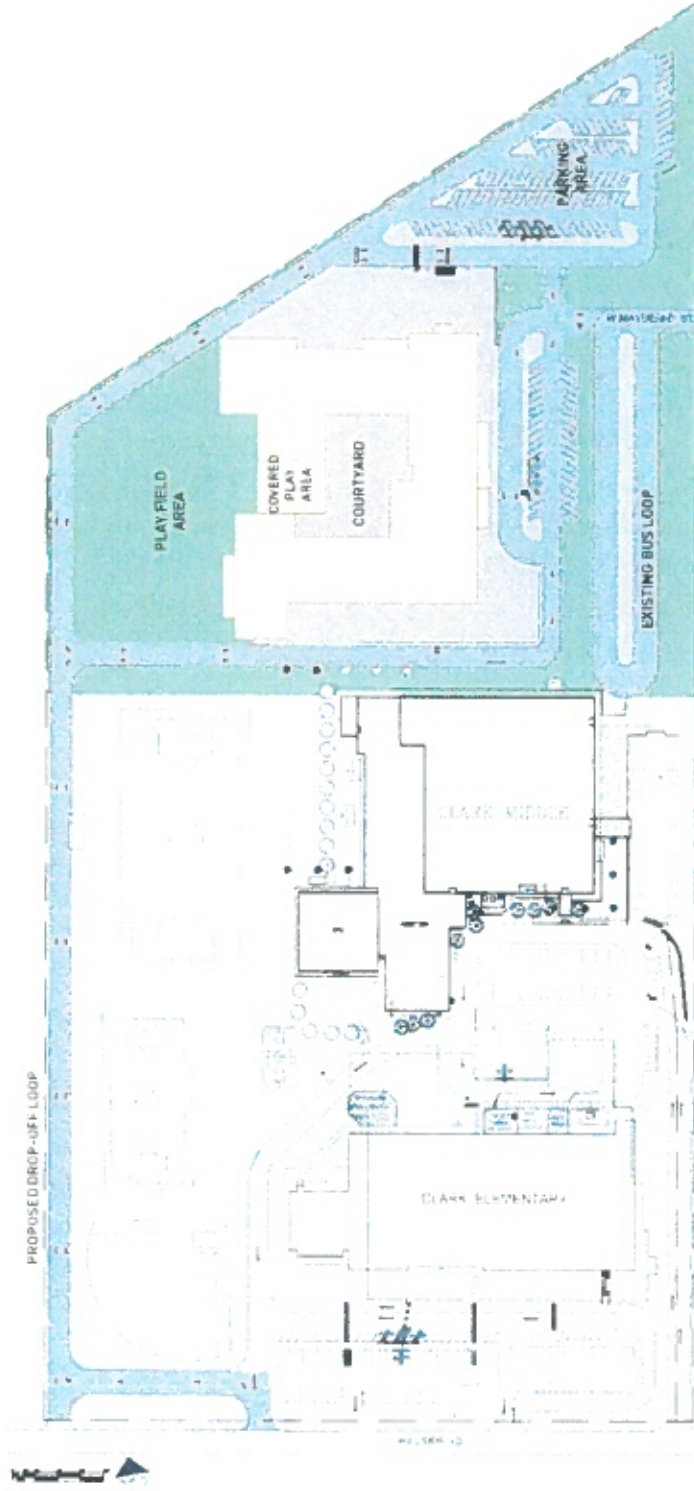 PROPOSED DROP-OFF LOOP
PLAY FIELD
AREA
COVERED
PLAY
AREA
COURTYARD
PARKING
AREA
EXISTING BUS LOOP
CLARK MIDDLE
CLARK ELEMENTARY